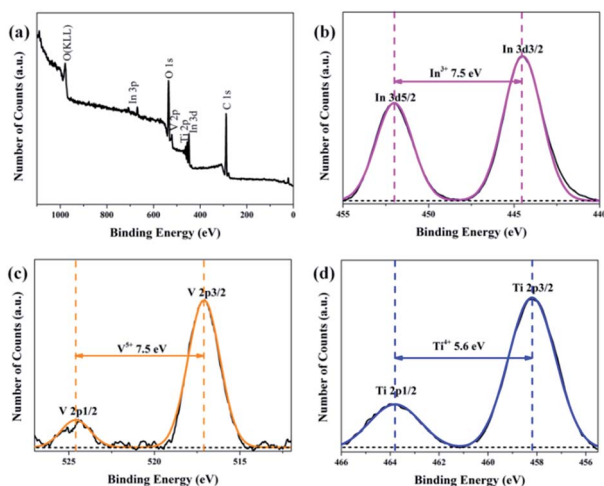 (a)
O(KLL)
In 3p
O 1s
V 2p
Ti 2p
In 3d
C 1s
Number of Counts (a.u.)
1000 800 600 400 200 0
Binding Energy (eV)
(b)
In 3d3/2
In³⁺ 7.5 eV
In 3d5/2
Number of Counts (a.u.)
455 450 445 440
Binding Energy (eV)
(c)
V 2p3/2
V⁵⁺ 7.5 eV
V 2p1/2
Number of Counts (a.u.)
525 520 515
Binding Energy (eV)
(d)
Ti 2p3/2
Ti⁴⁺ 5.6 eV
Ti 2p1/2
Number of Counts (a.u.)
466 464 462 460 458 456
Binding Energy (eV)